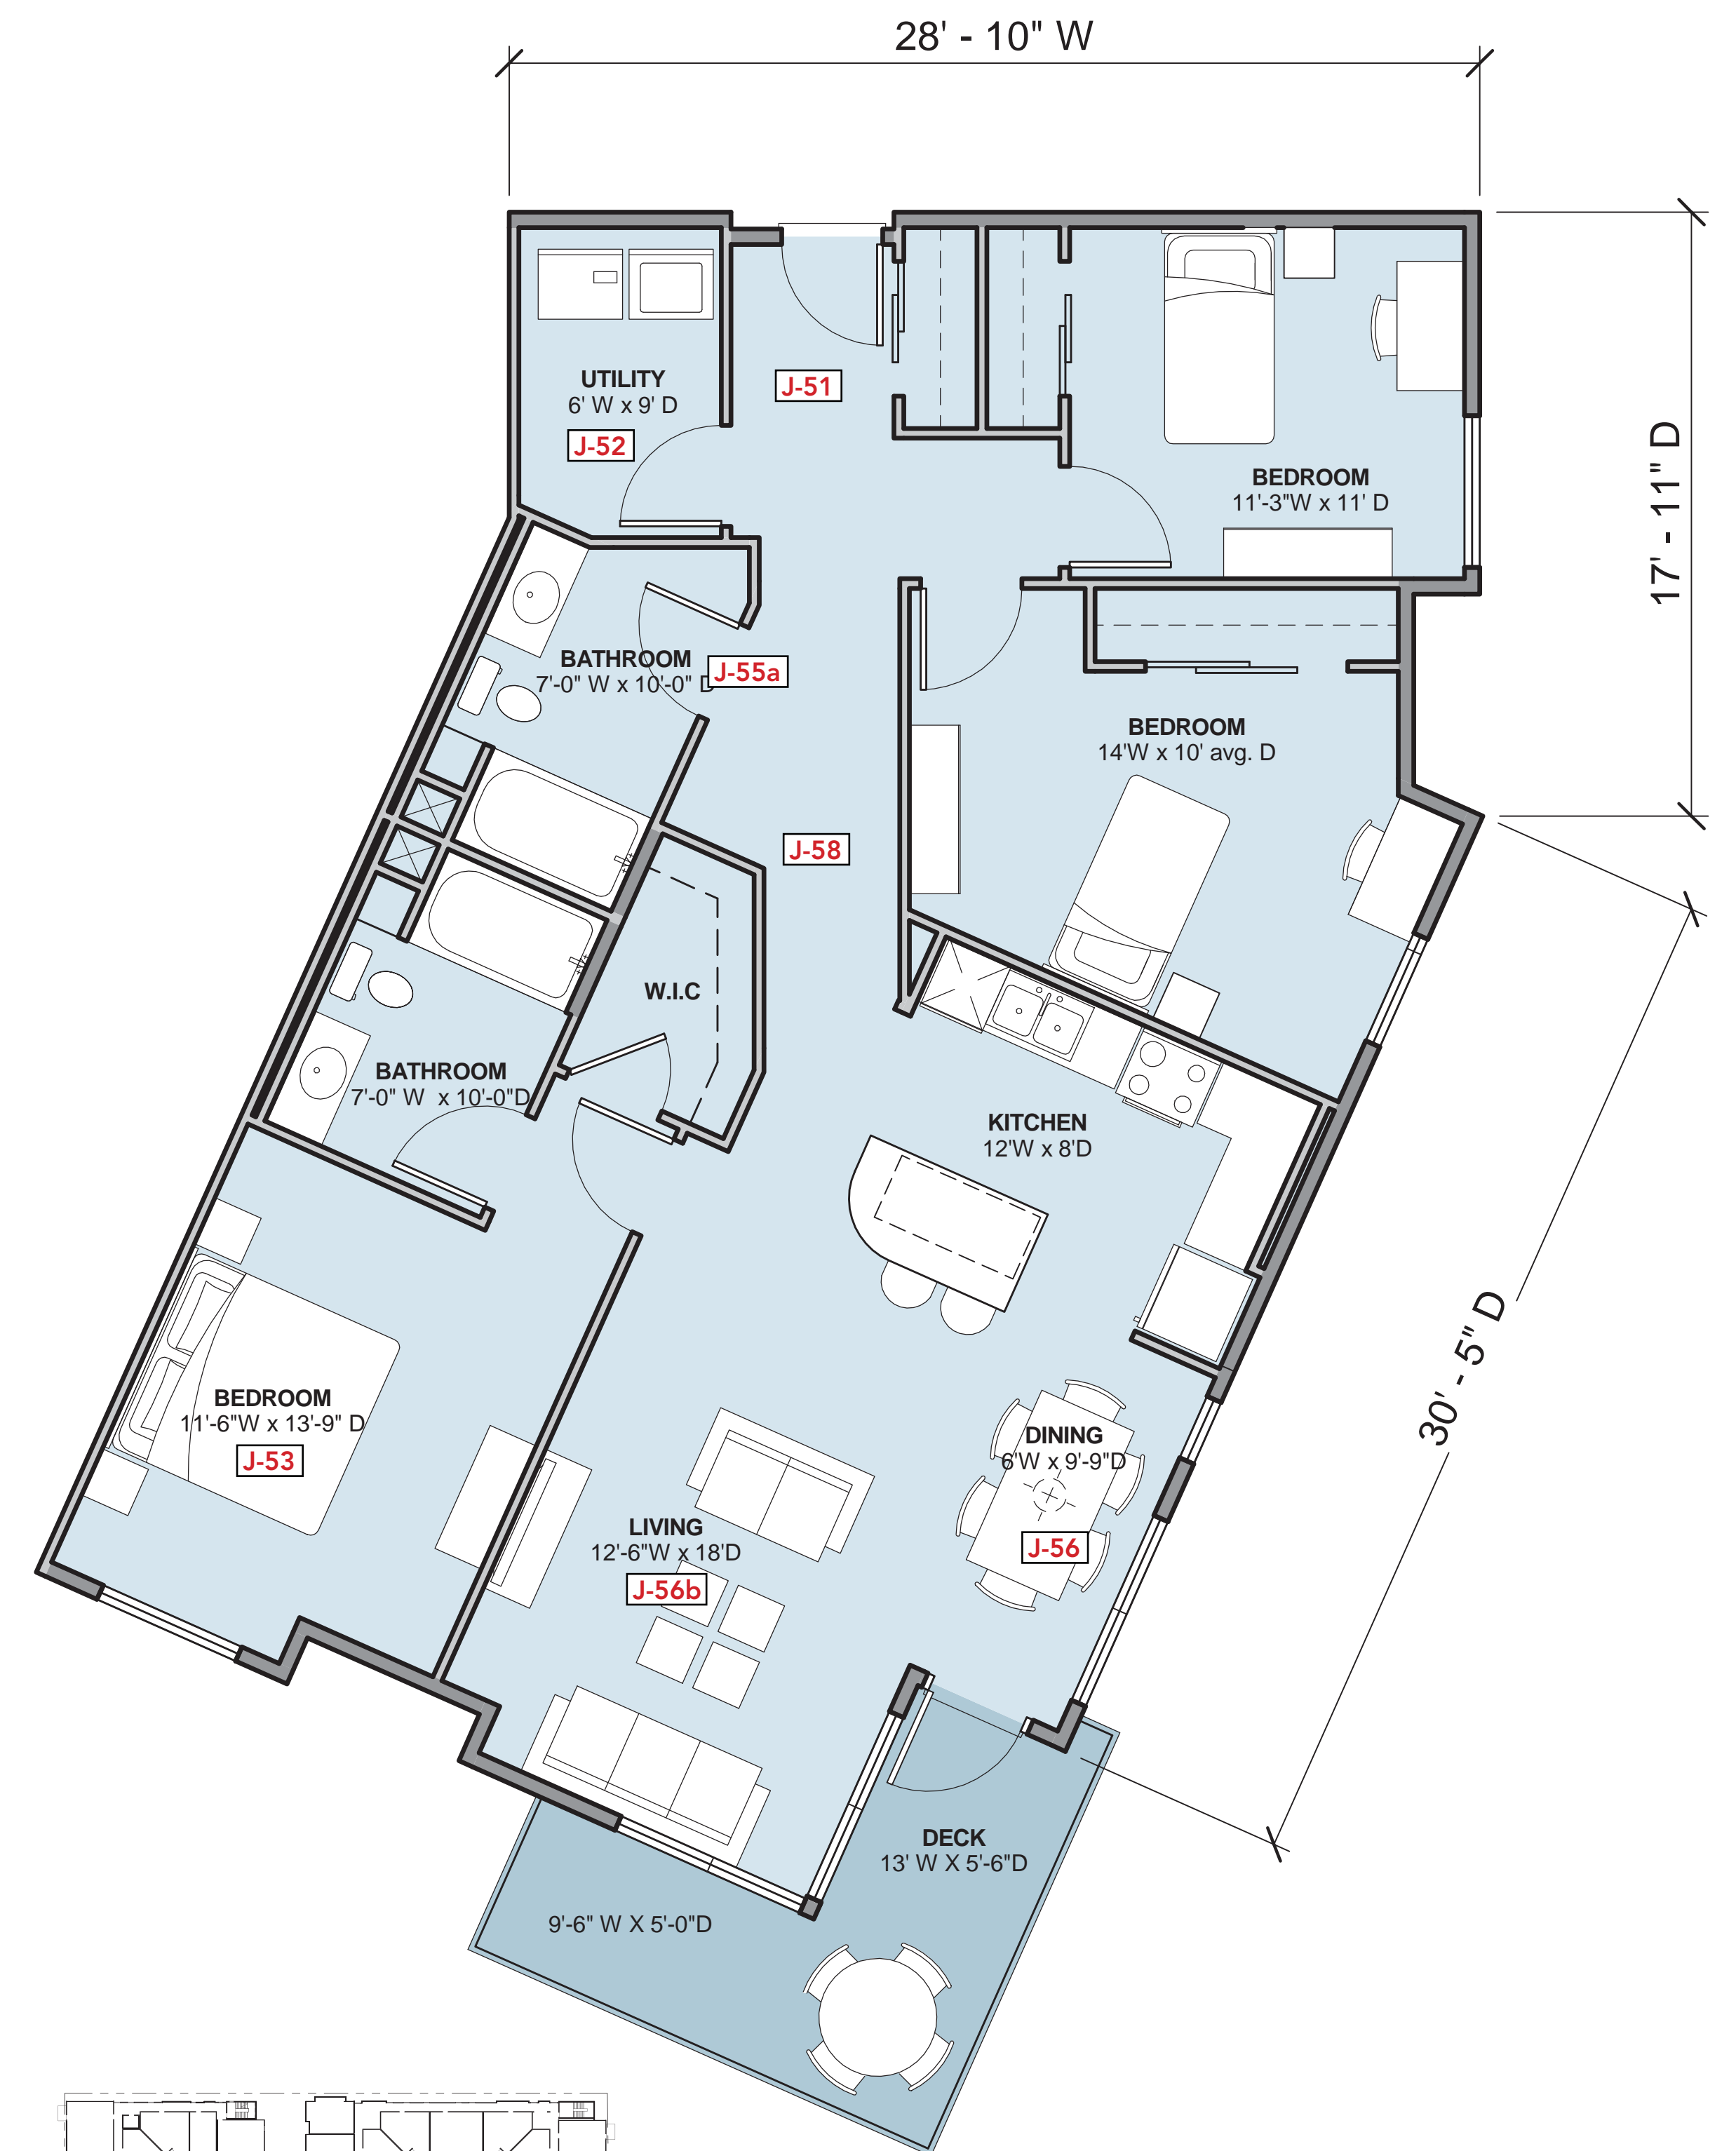 28' - 10" W
17' - 11" D
UTILITY
6' W x 9' D
J-52
J-51
BEDROOM
11'-3"W x 11' D
BATHROOM
7'-0" W x 10'-0" D
J-55a
BEDROOM
14'W x 10' avg. D
J-58
W.I.C
BATHROOM
7'-0" W x 10'-0"D
KITCHEN
12'W x 8'D
30' - 5" D
BEDROOM
11'-6"W x 13'-9" D
J-53
DINING
6'W x 9'-9"D
J-56
LIVING
12'-6"W x 18'D
J-56b
DECK
13' W X 5'-6"D
9'-6" W X 5'-0"D